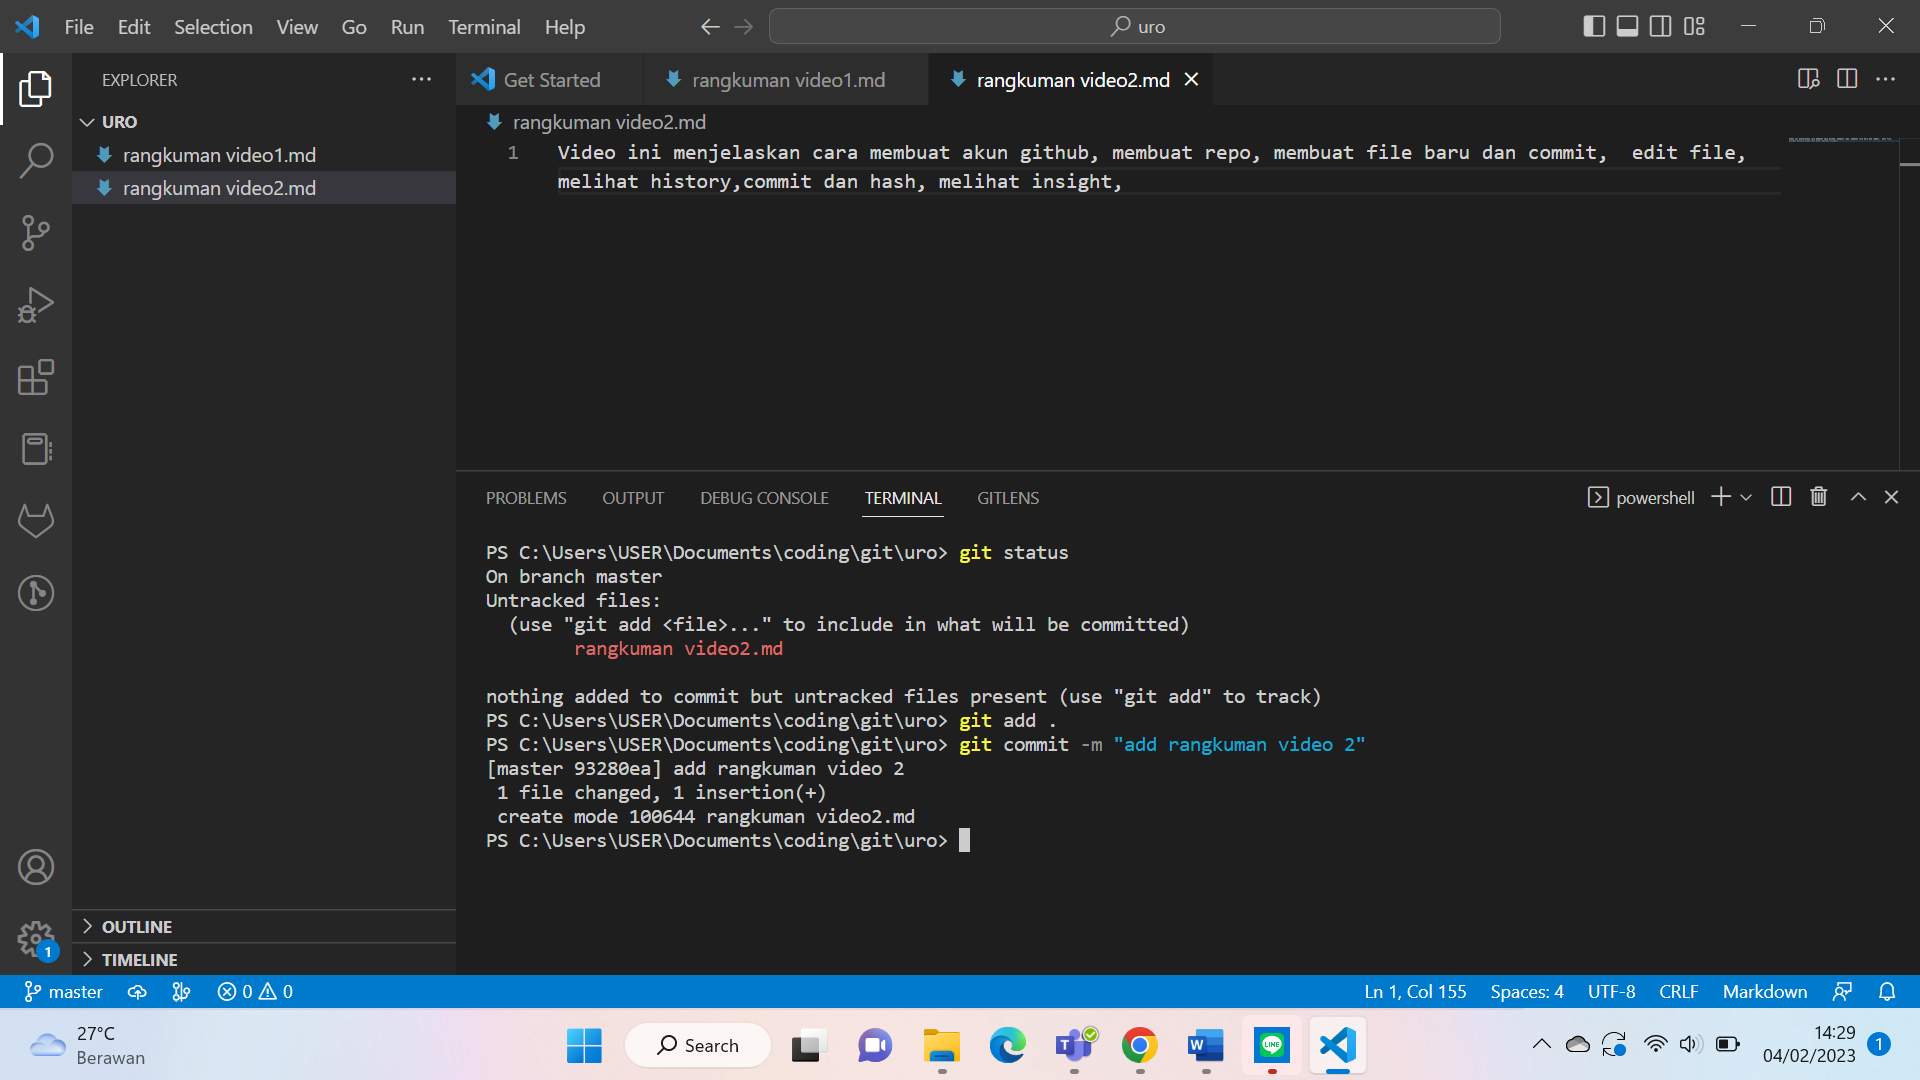 File Edit Selection View Go Run Terminal Help
uro
EXPLORER
URO
rangkuman video1.md
rangkuman video2.md
OUTLINE
TIMELINE
Get Started
rangkuman video1.md
rangkuman video2.md
rangkuman video2.md
1 Video ini menjelaskan cara membuat akun github, membuat repo, membuat file baru dan commit,  edit file,
melihat history,commit dan hash, melihat insight,
PROBLEMS OUTPUT DEBUG CONSOLE TERMINAL GITLENS
powershell
PS C:\Users\USER\Documents\coding\git\uro> git status
On branch master
Untracked files:
  (use "git add <file>..." to include in what will be committed)
        rangkuman video2.md
nothing added to commit but untracked files present (use "git add" to track)
PS C:\Users\USER\Documents\coding\git\uro> git add .
PS C:\Users\USER\Documents\coding\git\uro> git commit -m "add rangkuman video 2"
[master 93280ea] add rangkuman video 2
 1 file changed, 1 insertion(+)
 create mode 100644 rangkuman video2.md
PS C:\Users\USER\Documents\coding\git\uro>
1
master 0 0 Ln 1, Col 155 Spaces: 4 UTF-8 CRLF Markdown
27°C
Berawan
Search
T
W
LINE
14:29
04/02/2023
1